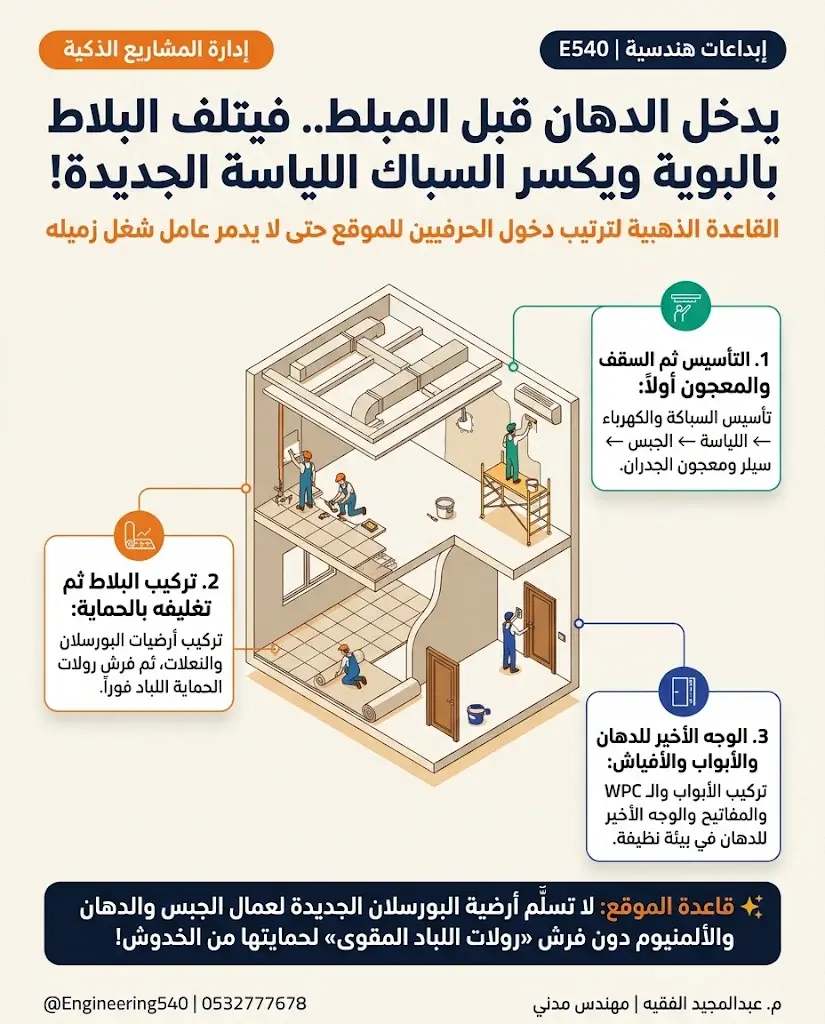 إبداعات هندسية | E540
إدارة المشاريع الذكية
يدخل الدهان قبل المبلط.. فيتلف البلاط
بالبوية ويكسر السباك اللياسة الجديدة!
القاعدة الذهبية لترتيب دخول الحرفيين للموقع حتى لا يدمر عامل شغل زميله
1. التأسيس ثم السقف
والمعجون أولاً:
تأسيس السباكة والكهرباء
← اللياسة ← الجبس ←
سيلر ومعجون الجدران.
2. تركيب البلاط ثم
تغليفه بالحماية:
تركيب أرضيات البورسلان
والنعلات، ثم فرش رولات
الحماية اللباد فوراً.
3. الوجه الأخير للدهان
والأبواب والأفياش:
تركيب الأبواب والـ WPC
والمفاتيح والوجه الأخير
للدهان في بيئة نظيفة.
قاعدة الموقع: لا تسلَّم أرضية البورسلان الجديدة لعمال الجبس والدهان
والألمنيوم دون فرش «رولات اللباد المقوى» لحمايتها من الخدوش!
م. عبدالمجيد الفقيه | مهندس مدني
@Engineering540 | 0532777678